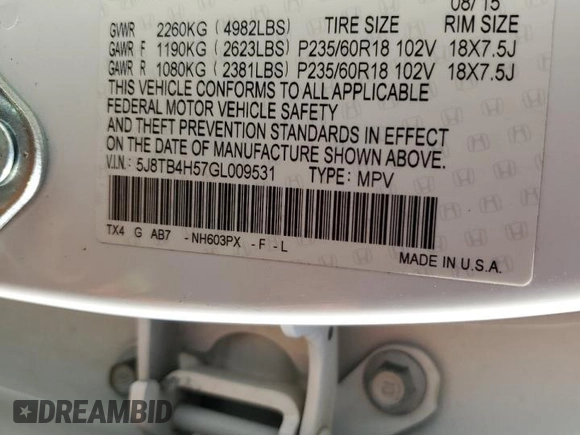 08/15
GVWR 2260KG (4982LBS) TIRE SIZE RIM SIZE
GAWR F 1190KG (2623LBS) P235/60R18 102V 18X7.5J
GAWR R 1080KG (2381LBS) P235/60R18 102V 18X7.5J
THIS VEHICLE CONFORMS TO ALL APPLICABLE
FEDERAL MOTOR VEHICLE SAFETY
AND THEFT PREVENTION STANDARDS IN EFFECT
ON THE DATE OF MANUFACTURE SHOWN ABOVE.
V.I.N.: 5J8TB4H57GL009531 TYPE: MPV
TX4 G AB7 -NH603PX -F -L
MADE IN U.S.A.
DREAMBID